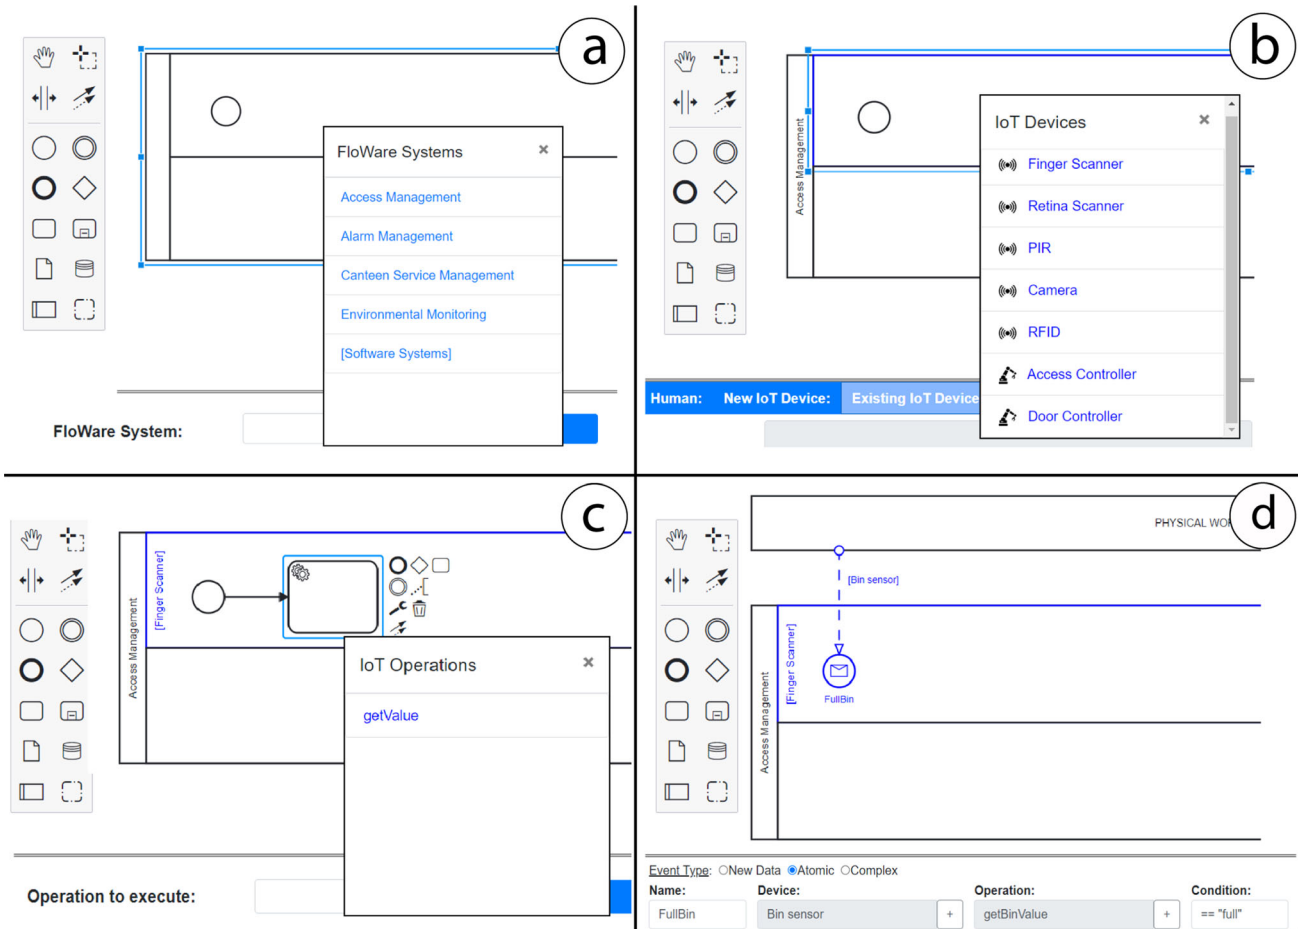 a
FloWare Systems ×
Access Management
Alarm Management
Canteen Service Management
Environmental Monitoring
[Software Systems]
FloWare System:
b
Access Management
IoT Devices ×
Finger Scanner
Retina Scanner
PIR
Camera
RFID
Access Controller
Door Controller
Human: New IoT Device: Existing IoT Device
c
Access Management
[Finger Scanner]
IoT Operations ×
getValue
Operation to execute:
d
PHYSICAL
[Bin sensor]
Access Management
[Finger Scanner]
FullBin
Event Type: New Data Atomic Complex
Name: Device: Operation: Condition:
FullBin Bin sensor + getBinValue + == "full"